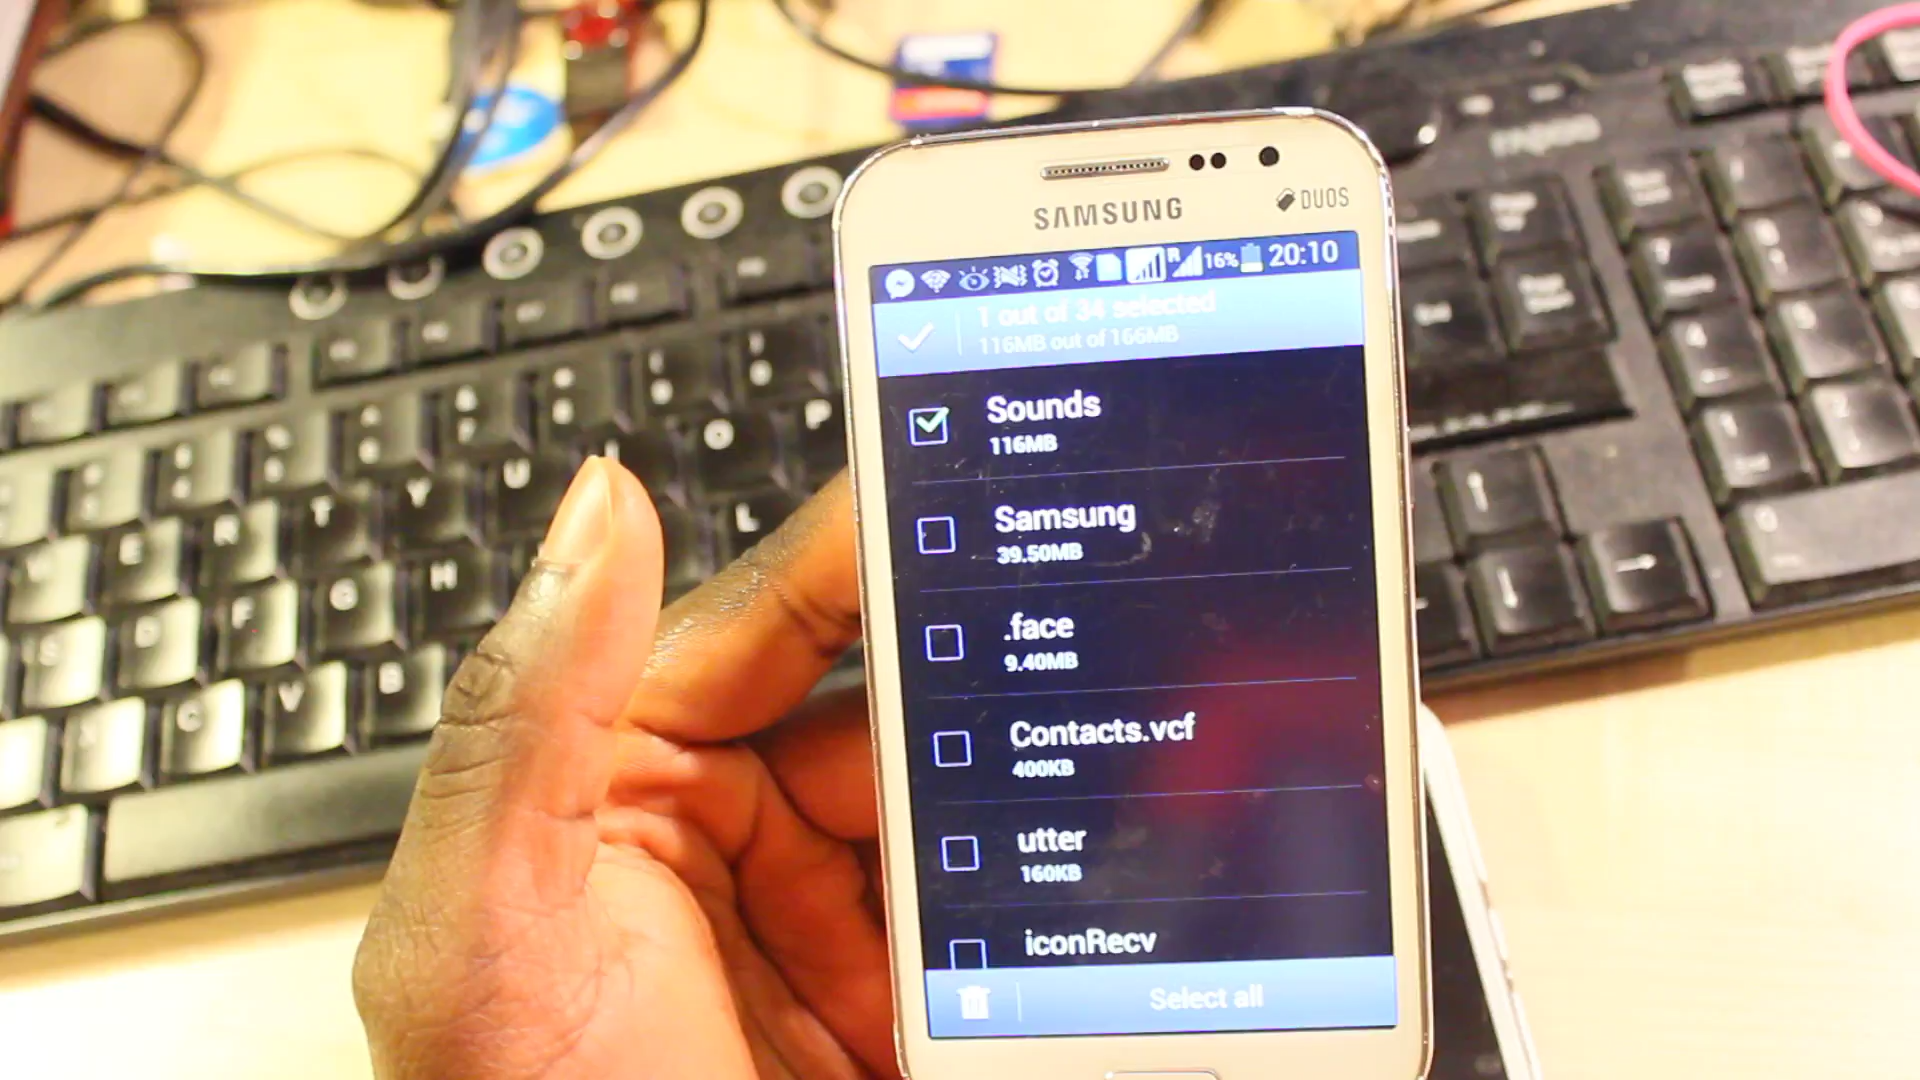 SAMSUNG
DUOS
R 16% 20:10
1 out of 34 selected
116MB out of 166MB
Sounds
116MB
Samsung
39.50MB
.face
9.40MB
Contacts.vcf
400KB
utter
160KB
iconRecv
Select all
O P
T Y U I
E R
L
D F G H
S
X C V B